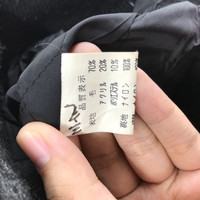 品質表示
表地 毛 70%
アクリル 20%
ポリエステル 10%
裏地 ナイロン 100%